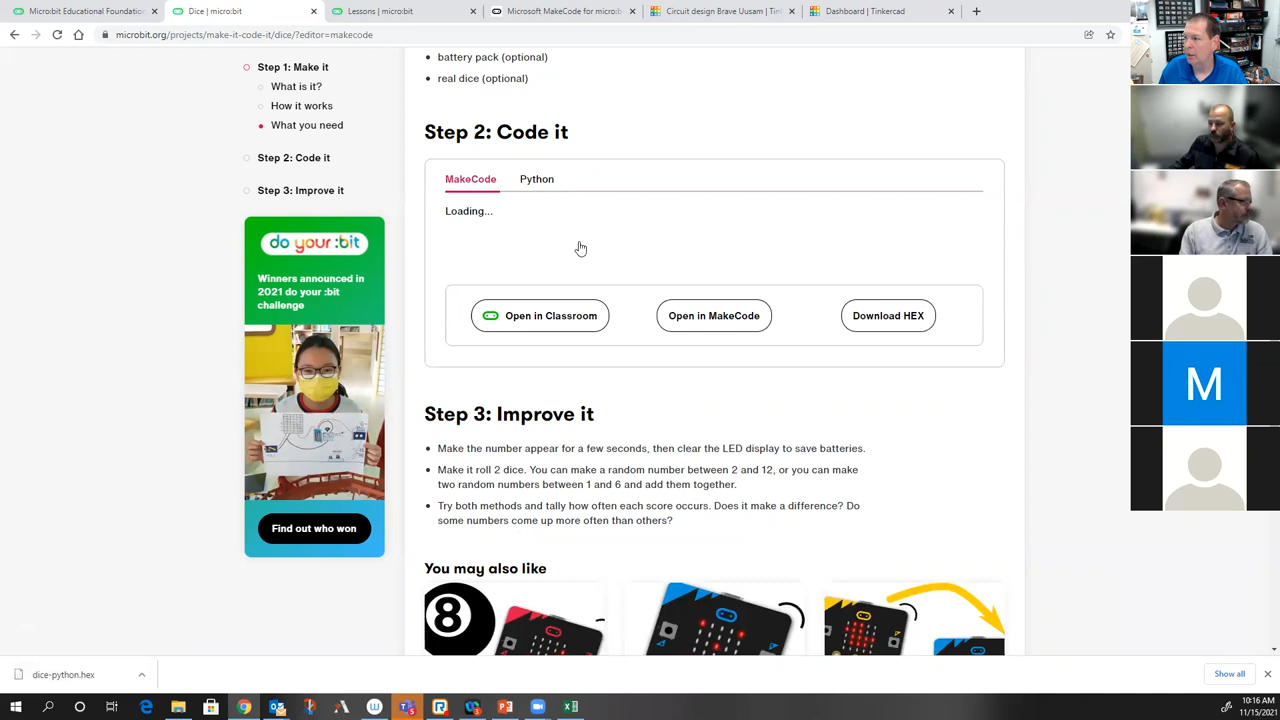 Microbit Educational Foundation
Dice | micro:bit
Lessons | micro:bit
Microsoft MakeCode for micro:b
Circuit design Brave Uusam | Tin
Dashboard | Tinkercad
microbit.org/projects/make-it-code-it/dice/?editor=makecode
Step 1: Make it
What is it?
How it works
What you need
Step 2: Code it
Step 3: Improve it
do your :bit
Winners announced in
2021 do your :bit
challenge
Find out who won
battery pack (optional)
real dice (optional)
Step 2: Code it
MakeCode Python
Loading...
Open in Classroom
Open in MakeCode
Download HEX
Step 3: Improve it
Make the number appear for a few seconds, then clear the LED display to save batteries.
Make it roll 2 dice. You can make a random number between 2 and 12, or you can make
two random numbers between 1 and 6 and add them together.
Try both methods and tally how often each score occurs. Does it make a difference? Do
some numbers come up more often than others?
You may also like
8
M
dice-python.hex
Show all
10:16 AM
11/15/2021